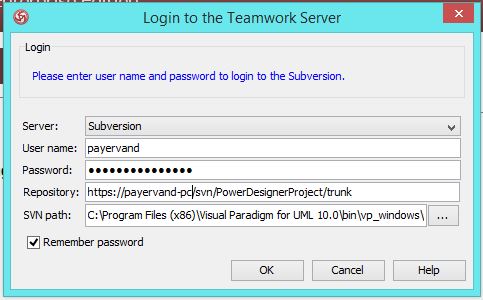 Login to the Teamwork Server
Login
Please enter user name and password to login to the Subversion.
Server: Subversion
User name: payervand
Password: ●●●●●●●●●●●●●●●
Repository: https://payervand-pc/svn/PowerDesignerProject/trunk
SVN path: C:\Program Files (x86)\Visual Paradigm for UML 10.0\bin\vp_windows\ ...
Remember password
OK Cancel Help